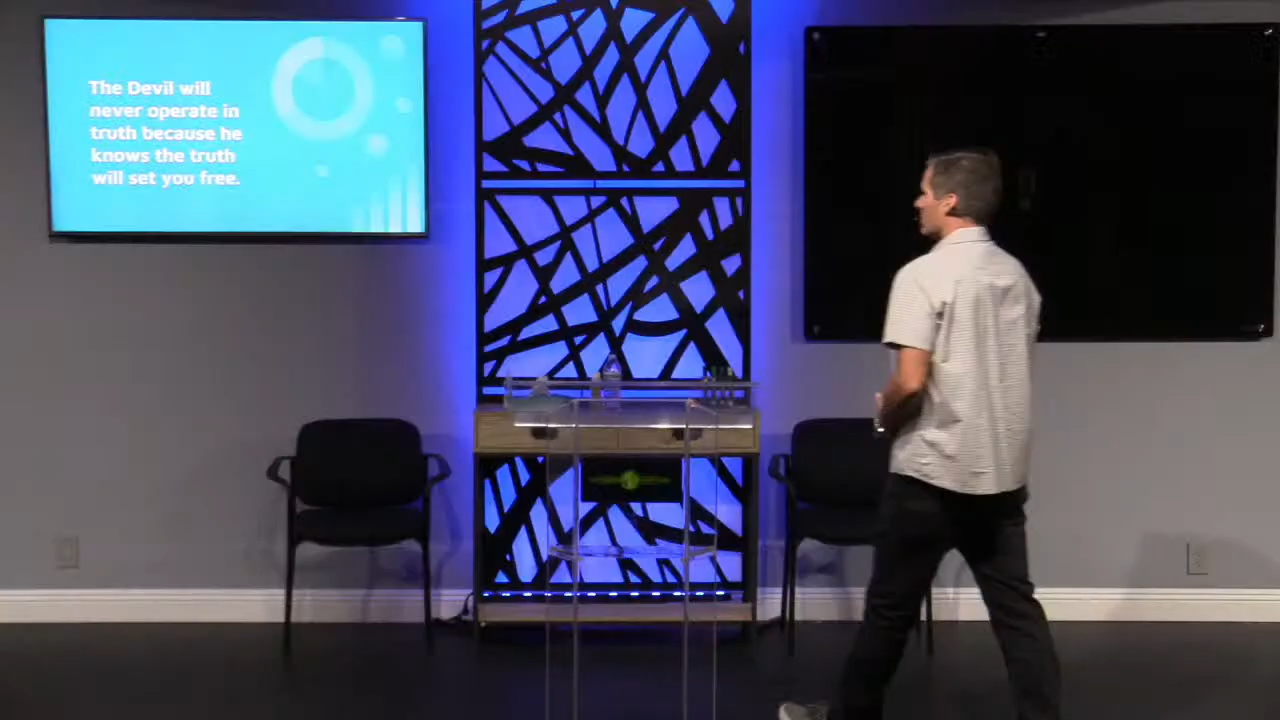 The Devil will
never operate in
truth because he
knows the truth
will set you free.